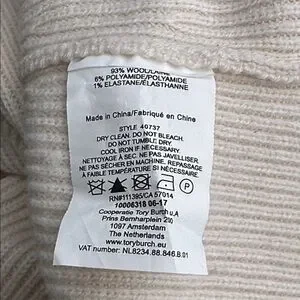 93% WOOL/LAINE
6% POLYAMIDE/POLYAMIDE
1% ELASTANE/ÉLASTHANNE
Made in China/Fabriqué en Chine
STYLE 40737
DRY CLEAN. DO NOT BLEACH.
DO NOT TUMBLE DRY.
COOL IRON IF NECESSARY.
NETTOYAGE À SEC. NE PAS JAVELLISER.
NE PAS SÉCHER EN MACHINE. REPASSAGE
À FAIBLE TEMPÉRATURE SI NÉCESSAIRE
P
RN#111395/CA 57014
10006318 06-17
Cooperatie Tory Burch u.A
Prins Bernhardplein 200
1097 Amsterdam
The Netherlands
www.toryburch.eu
VAT number: NL8234.88.846.B.01